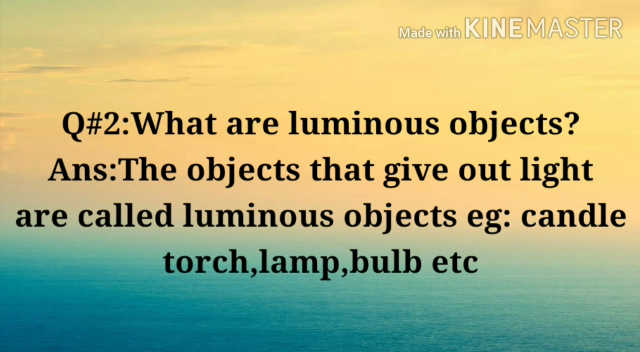 Made with KINEMASTER
Q#2:What are luminous objects?
Ans:The objects that give out light
are called luminous objects eg: candle
torch,lamp,bulb etc